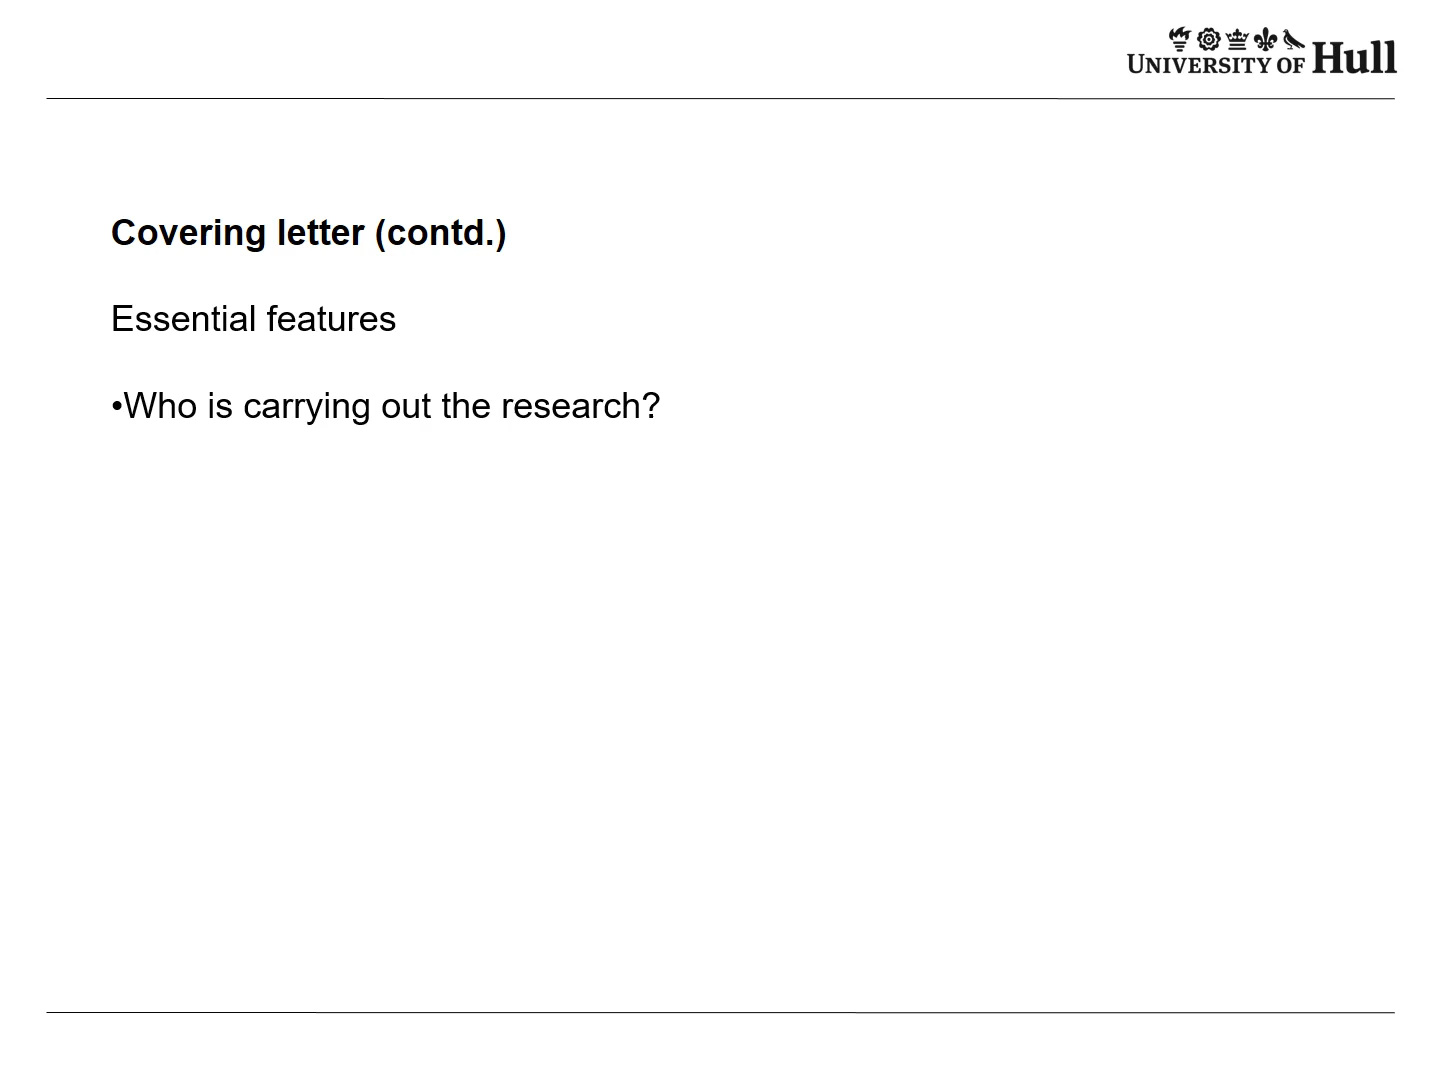 UNIVERSITY OF Hull
Covering letter (contd.)
Essential features
•Who is carrying out the research?